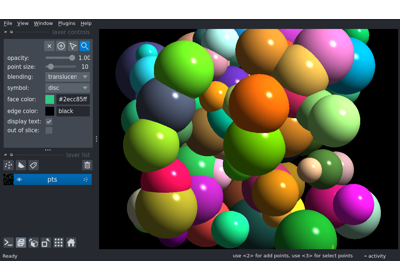 File View Window Plugins Help
layer controls
opacity: 1.00
point size: 10
blending: translucen
symbol: disc
face color: #2ecc85ff
edge color: black
display text:
out of slice:
layer list
pts
Ready use <2> for add points, use <3> for select points activity